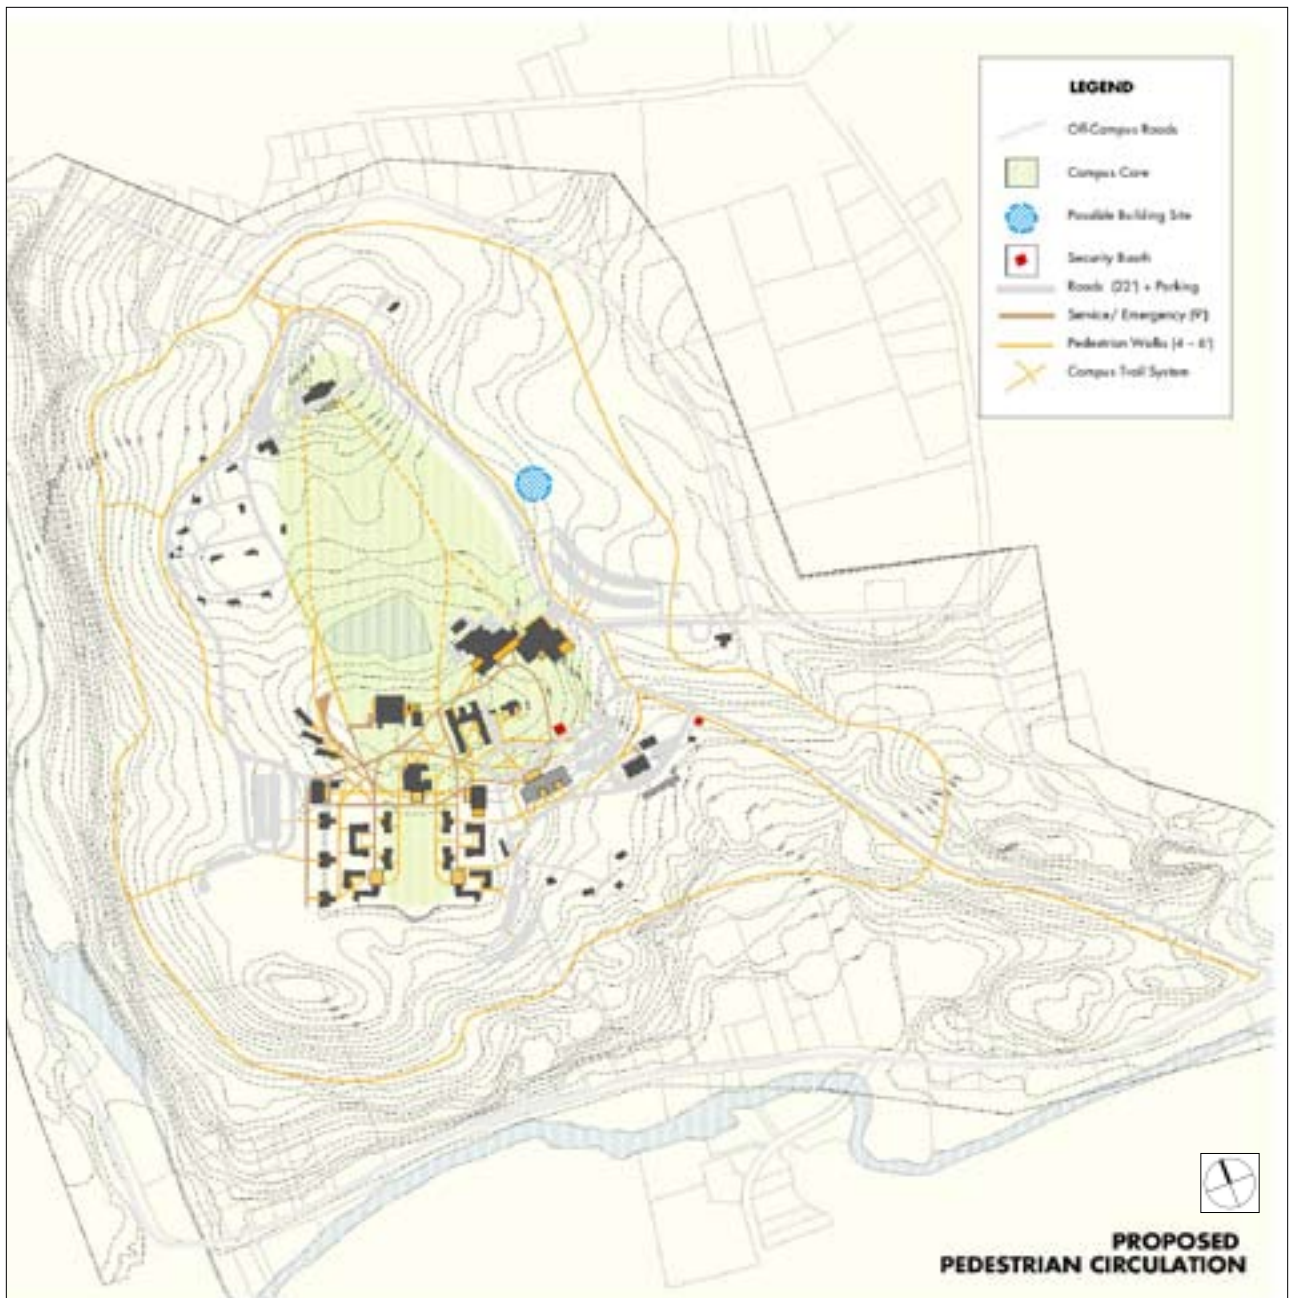 LEGEND
Off-Campus Roads
Campus Core
Possible Building Site
Security Booth
Roads (22') + Parking
Service/ Emergency (9')
Pedestrian Walks (4 – 6')
Campus Trail System
PROPOSED
PEDESTRIAN CIRCULATION